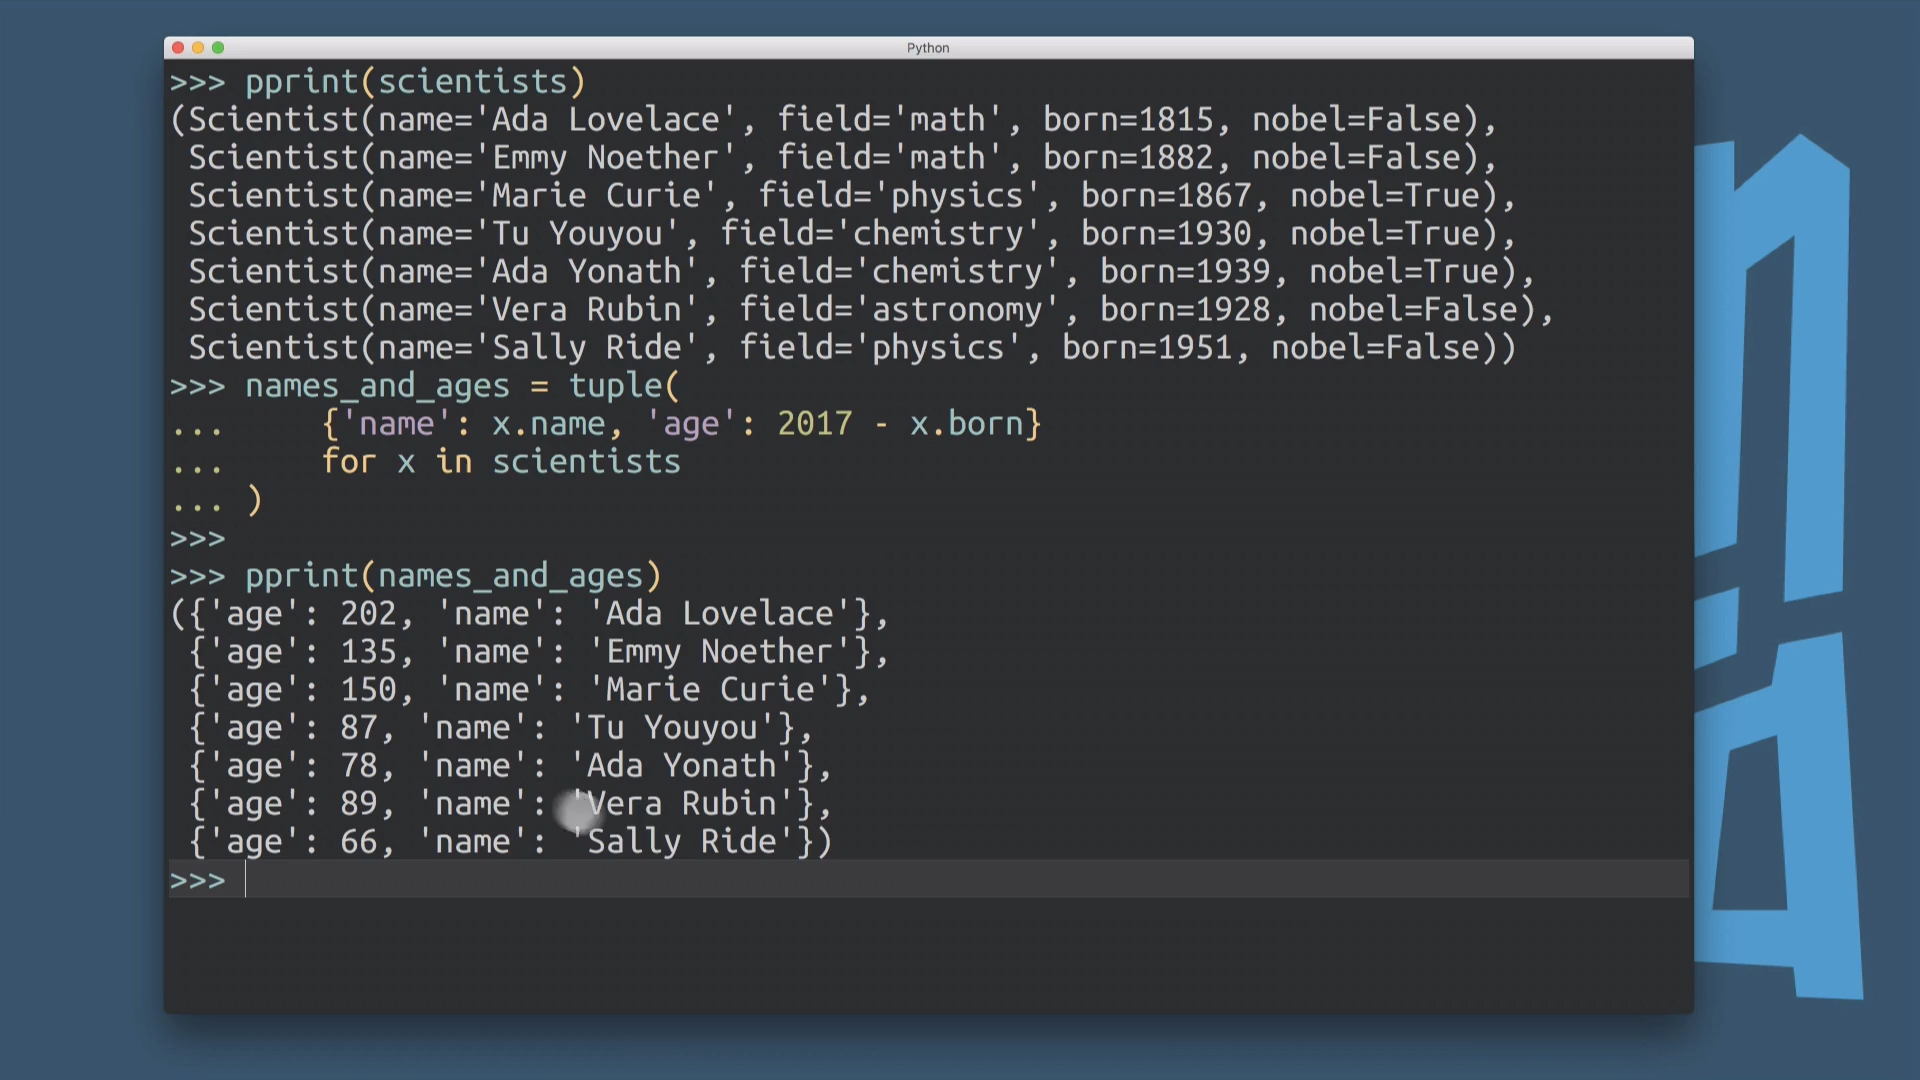 Python
>>> pprint(scientists)
(Scientist(name='Ada Lovelace', field='math', born=1815, nobel=False),
 Scientist(name='Emmy Noether', field='math', born=1882, nobel=False),
 Scientist(name='Marie Curie', field='physics', born=1867, nobel=True),
 Scientist(name='Tu Youyou', field='chemistry', born=1930, nobel=True),
 Scientist(name='Ada Yonath', field='chemistry', born=1939, nobel=True),
 Scientist(name='Vera Rubin', field='astronomy', born=1928, nobel=False),
 Scientist(name='Sally Ride', field='physics', born=1951, nobel=False))
>>> names_and_ages = tuple(
...     {'name': x.name, 'age': 2017 - x.born}
...     for x in scientists
... )
>>>
>>> pprint(names_and_ages)
({'age': 202, 'name': 'Ada Lovelace'},
 {'age': 135, 'name': 'Emmy Noether'},
 {'age': 150, 'name': 'Marie Curie'},
 {'age': 87, 'name': 'Tu Youyou'},
 {'age': 78, 'name': 'Ada Yonath'},
 {'age': 89, 'name': 'Vera Rubin'},
 {'age': 66, 'name': 'Sally Ride'})
>>>